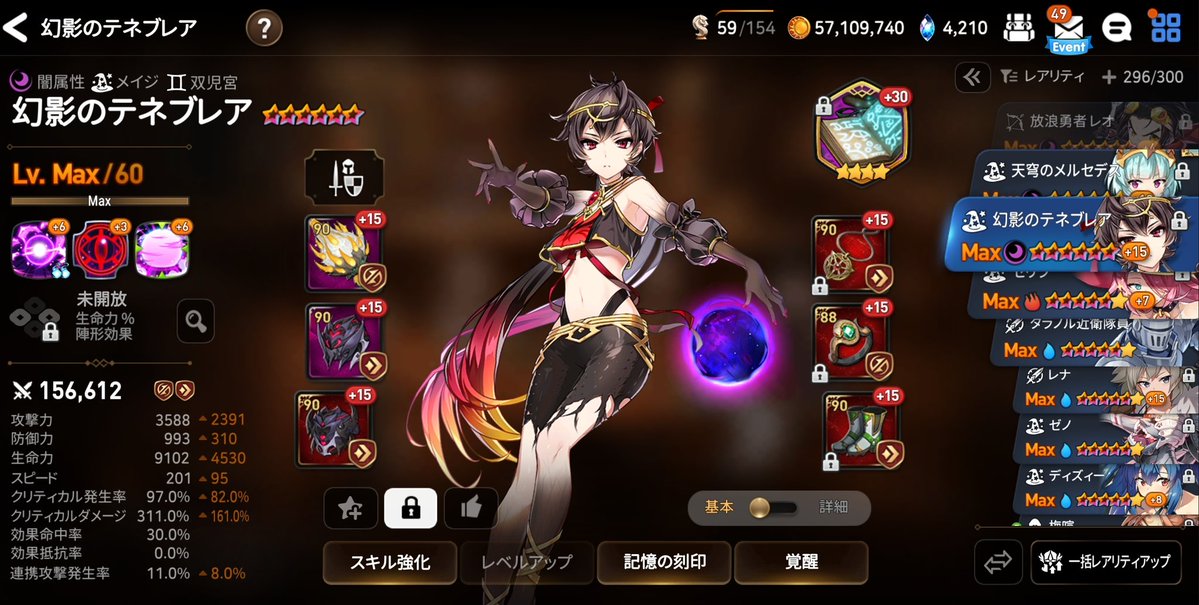 幻影のテネブレア
?
59/154
57,109,740
4,210
49
Event
闇属性 メイジ 双児宮
幻影のテネブレア
Lv. Max/60
Max
+6
+3
+6
未開放
生命力 %
陣形効果
156,612
攻撃力 3588 2391
防御力 993 310
生命力 9102 4530
スピード 201 95
クリティカル発生率 97.0% 82.0%
クリティカルダメージ 311.0% 161.0%
効果命中率 30.0%
効果抵抗率 0.0%
連携攻撃発生率 11.0% 8.0%
90 +15
90 +15
90 +15
+30
90 +15
88 +15
90 +15
基本 詳細
スキル強化
レベルアップ
記憶の刻印
覚醒
レアリティ
296/300
放浪勇者レオ
天穹のメルセデス
幻影のテネブレア
Max +15
Max +7
タラノル近衛隊員
Max
レナ
Max +15
ゼノ
Max
ディズィー
Max +8
一括レアリティアップ